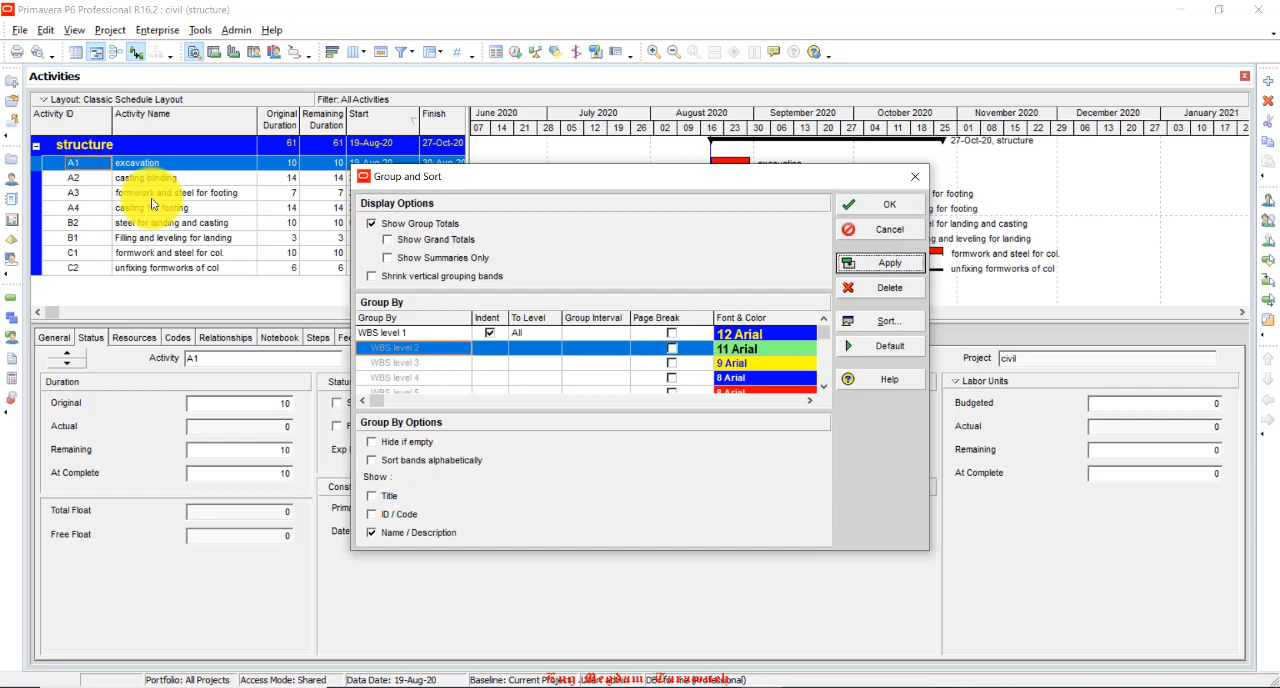 Primavera P6 Professional R16.2 : civil (structure)
File Edit View Project Enterprise Tools Admin Help
Activities
Layout: Classic Schedule Layout Filter: All Activities
Activity ID Activity Name Original Duration Remaining Duration Start Finish
June 2020 July 2020 August 2020 September 2020 October 2020 November 2020 December 2020 January 2021
07 14 21 28 05 12 19 26 02 09 16 23 30 06 13 20 27 04 11 18 25 01 08 15 22 29 06 13 20 27 03 10 17 2
structure 61 61 19-Aug-20 27-Oct-20 27-Oct-20, structure
A1 excavation 10 10 19-Aug-20 30-Aug-20 excavation
A2 casting blinding 14 14
A3 formwork and steel for footing 7 7 d steel for footing
A4 casting for footing 14 14 g for footing
B2 steel for landing and casting 10 10 l for landing and casting
B1 Filling and leveling for landing 3 3 g and leveling for landing
C1 formwork and steel for col. 10 10 formwork and steel for col.
C2 unfixing formworks of col 6 6 unfixing formworks of col
Group and Sort
Display Options
Show Group Totals
Show Grand Totals
Show Summaries Only
Shrink vertical grouping bands
OK
Cancel
Apply
Delete
Sort...
Default
Help
Group By
Group By Indent To Level Group Interval Page Break Font & Color
WBS level 1 All 12 Arial
WBS level 2 11 Arial
WBS level 3 9 Arial
WBS level 4 8 Arial
WBS level 5 8 Arial
Group By Options
Hide if empty
Sort bands alphabetically
Show :
Title
ID / Code
Name / Description
General Status Resources Codes Relationships Notebook Steps Fee
Activity A1 Project civil
Duration
Original 10
Actual 0
Remaining 10
At Complete 10
Total Float 0
Free Float 0
Statu
S
F
Exp
Const
Prima
Date
Labor Units
Budgeted 0
Actual 0
Remaining 0
At Complete 0
Portfolio: All Projects Access Mode: Shared Data Date: 19-Aug-20 Baseline: Current Proj